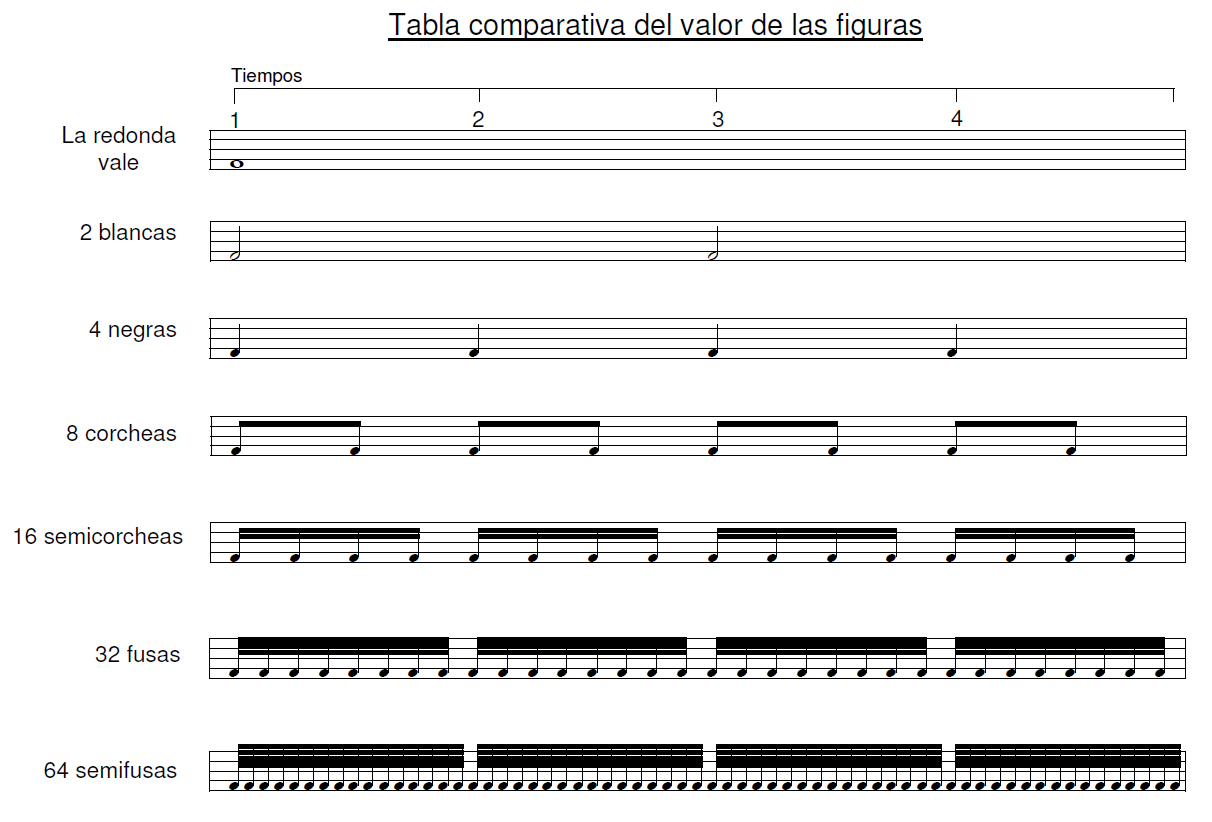 Tabla comparativa del valor de las figuras
Tiempos
1 2 3 4
La redonda
vale
2 blancas
4 negras
8 corcheas
16 semicorcheas
32 fusas
64 semifusas